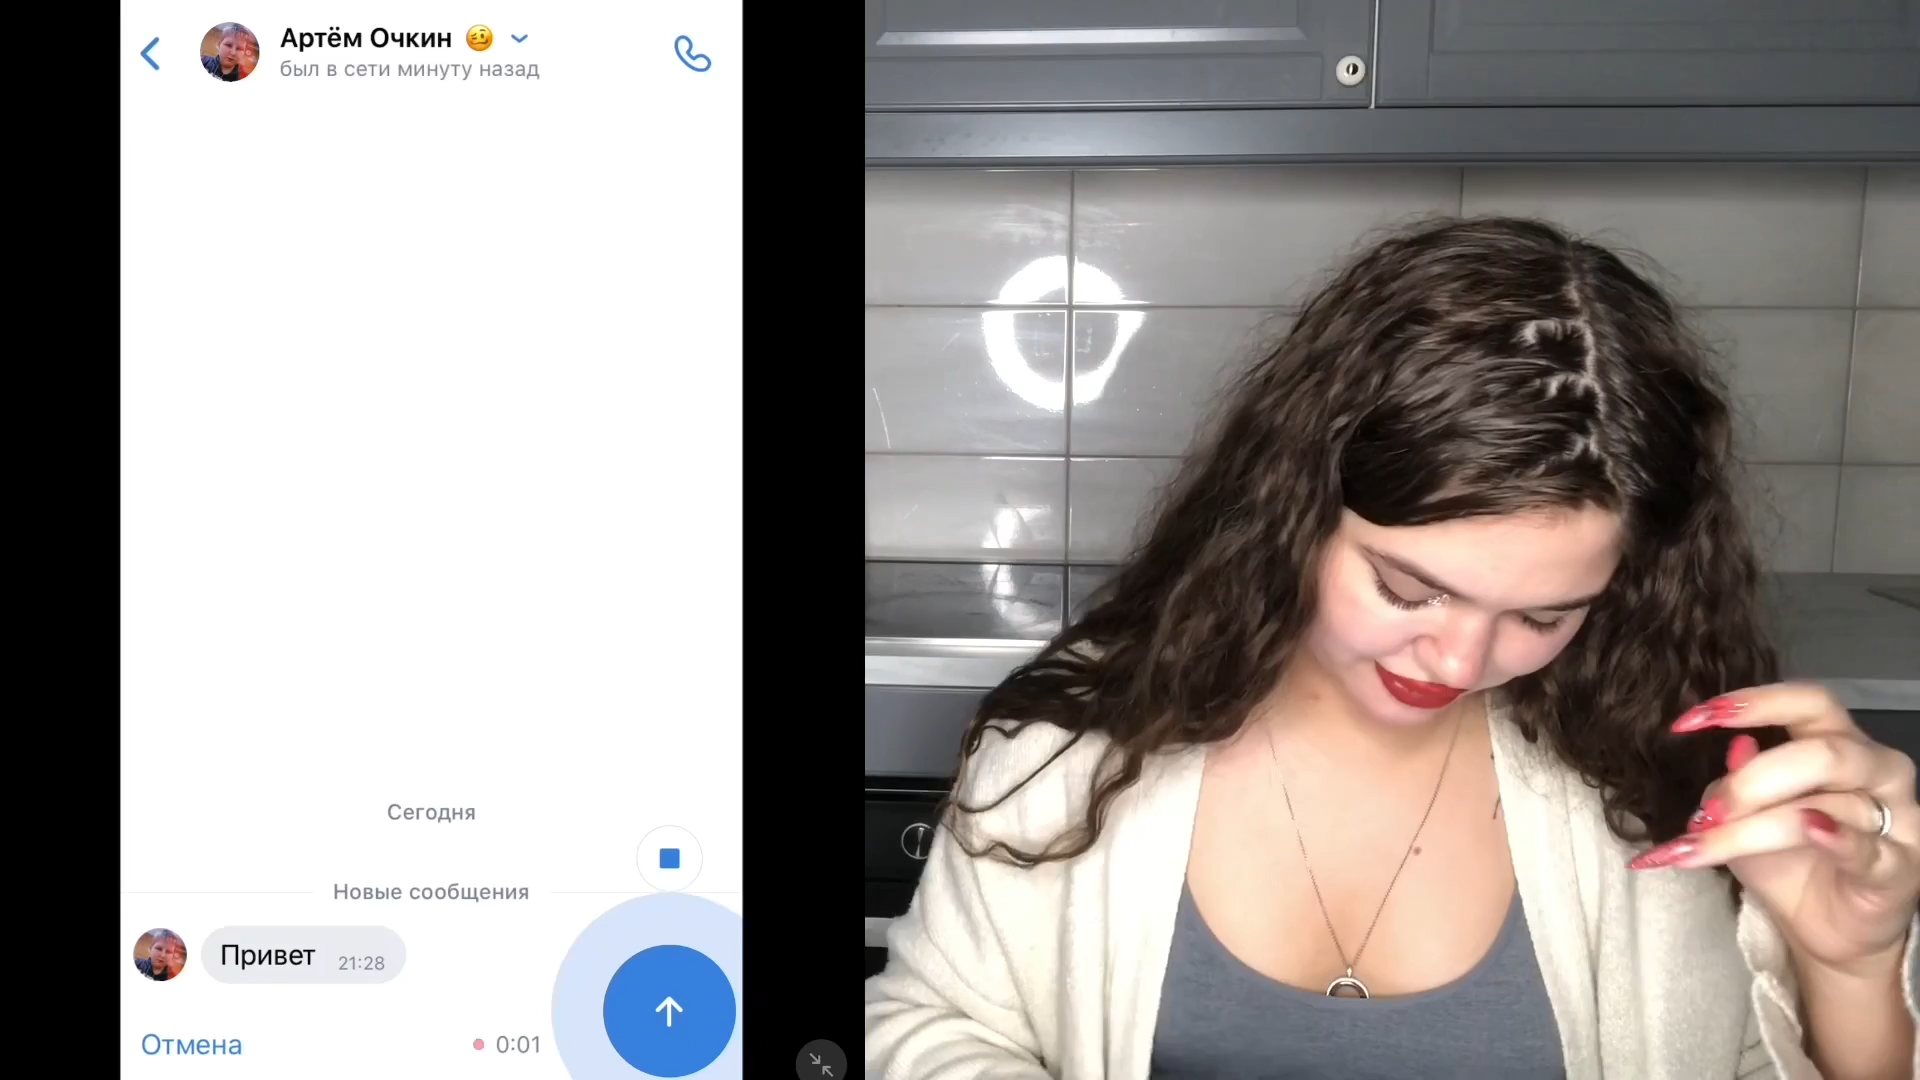 Артём Очкин 🥴
был в сети минуту назад
Сегодня
Новые сообщения
Привет 21:28
Отмена 0:01